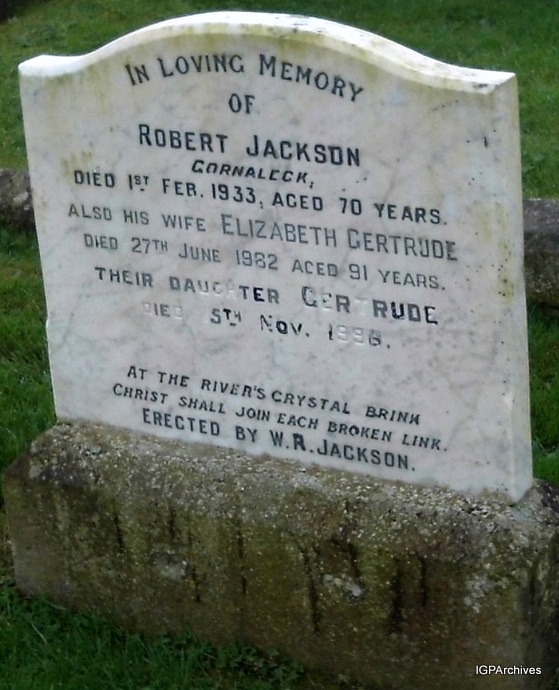 IN LOVING MEMORY
OF
ROBERT JACKSON
CORNALECK,
DIED 1ST FEB. 1933, AGED 70 YEARS.
ALSO HIS WIFE ELIZABETH GERTRUDE
DIED 27TH JUNE 1962 AGED 91 YEARS.
THEIR DAUGHTER GERTRUDE
DIED 5TH NOV.
AT THE RIVER'S CRYSTAL BRINK
CHRIST SHALL JOIN EACH BROKEN LINK.
ERECTED BY W.R. JACKSON.
IGPArchives